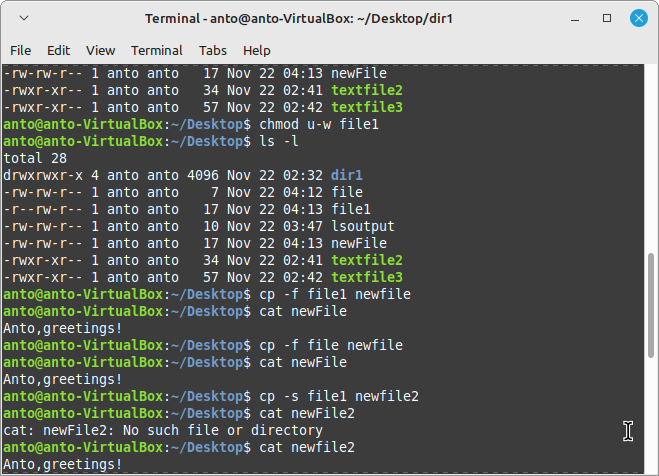 Terminal - anto@anto-VirtualBox: ~/Desktop/dir1
File Edit View Terminal Tabs Help
-rw-rw-r-- 1 anto anto   17 Nov 22 04:13 newFile
-rwxr-xr-- 1 anto anto   34 Nov 22 02:41 textfile2
-rwxr-xr-- 1 anto anto   57 Nov 22 02:42 textfile3
anto@anto-VirtualBox:~/Desktop$ chmod u-w file1
anto@anto-VirtualBox:~/Desktop$ ls -l
total 28
drwxrwxr-x 4 anto anto 4096 Nov 22 02:32 dir1
-rw-rw-r-- 1 anto anto    7 Nov 22 04:12 file
-r--rw-r-- 1 anto anto   17 Nov 22 04:13 file1
-rw-rw-r-- 1 anto anto   10 Nov 22 03:47 lsoutput
-rw-rw-r-- 1 anto anto   17 Nov 22 04:13 newFile
-rwxr-xr-- 1 anto anto   34 Nov 22 02:41 textfile2
-rwxr-xr-- 1 anto anto   57 Nov 22 02:42 textfile3
anto@anto-VirtualBox:~/Desktop$ cp -f file1 newfile
anto@anto-VirtualBox:~/Desktop$ cat newFile
Anto,greetings!
anto@anto-VirtualBox:~/Desktop$ cp -f file newfile
anto@anto-VirtualBox:~/Desktop$ cat newFile
Anto,greetings!
anto@anto-VirtualBox:~/Desktop$ cp -s file1 newfile2
anto@anto-VirtualBox:~/Desktop$ cat newFile2
cat: newFile2: No such file or directory
anto@anto-VirtualBox:~/Desktop$ cat newfile2
Anto,greetings!